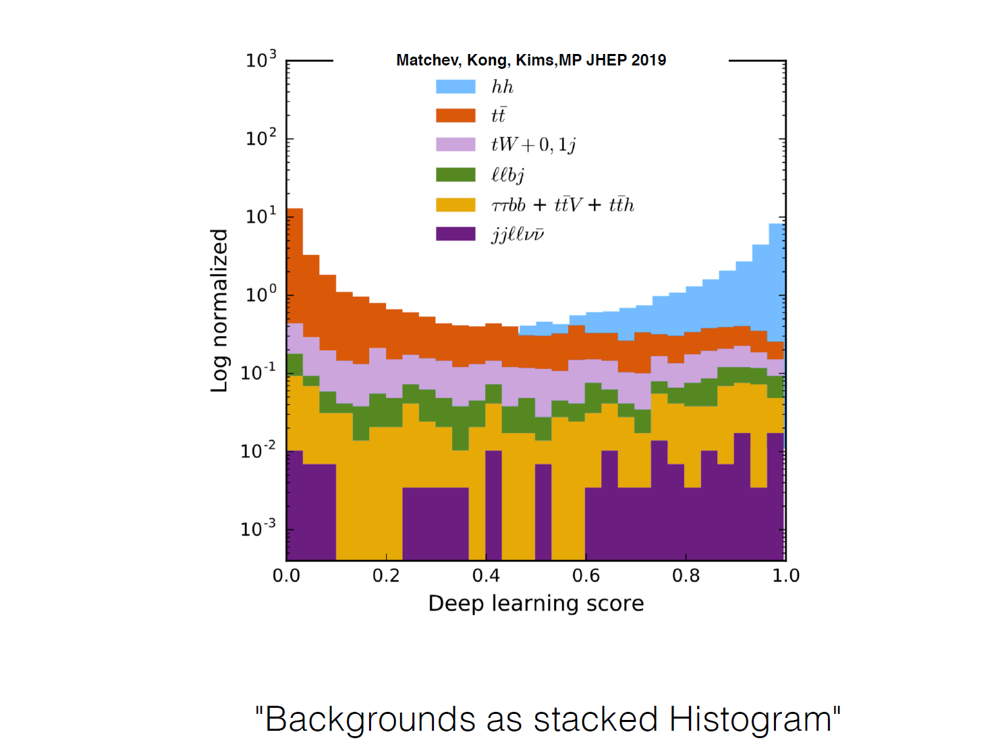 Matchev, Kong, Kims,MP JHEP 2019
10³
10²
10¹
10⁰
10⁻¹
10⁻²
10⁻³
Log normalized
hh
tt̄
tW + 0, 1j
ℓℓbj
ττbb + tt̄V + tt̄h
jjℓℓνν̄
0.0 0.2 0.4 0.6 0.8 1.0
Deep learning score
"Backgrounds as stacked Histogram"